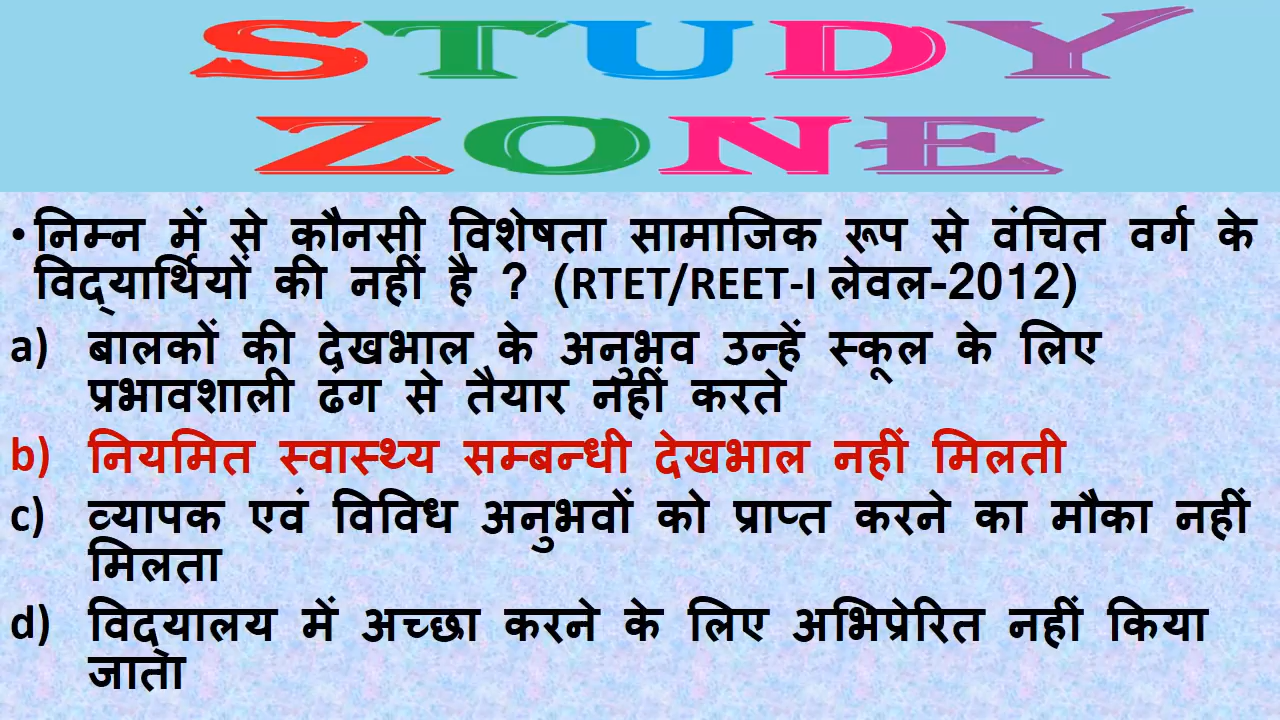 STUDY
ZONE
• निम्न में से कौनसी विशेषता सामाजिक रूप से वंचित वर्ग के
विद्यार्थियों की नहीं है ? (RTET/REET-I लेवल-2012)
a) बालकों की देखभाल के अनुभव उन्हें स्कूल के लिए
प्रभावशाली ढग से तैयार नहीं करते
b) नियमित स्वास्थ्य सम्बन्धी देखभाल नहीं मिलती
c) व्यापक एवं विविध अनुभवों को प्राप्त करने का मौका नहीं
मिलता
d) विद्यालय में अच्छा करने के लिए अभिप्रेरित नहीं किया
जाता